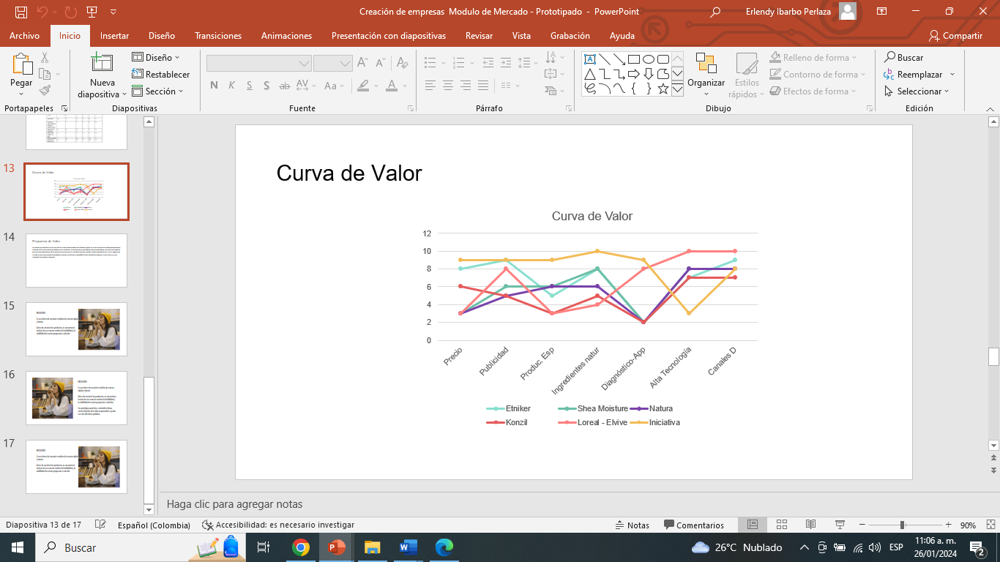 Creación de empresas Modulo de Mercado - Prototipado - PowerPoint
Erlendy Ibarbo Perlaza
Archivo Inicio Insertar Diseño Transiciones Animaciones Presentación con diapositivas Revisar Vista Grabación Ayuda
Compartir
Pegar
Portapapeles
Nueva diapositiva
Diseño
Restablecer
Sección
Diapositivas
N K S S ab AV Aa A
Fuente
Párrafo
Organizar
Estilos rápidos
Relleno de forma
Contorno de forma
Efectos de forma
Dibujo
Buscar
Reemplazar
Seleccionar
Edición
13
Curva de Valor
14
Propuesta de Valor
15
16
17
Curva de Valor
Curva de Valor
12
10
8
6
4
2
0
Precio
Publicidad
Produc. Esp
Ingredientes natur
Diagnóstico-App
Alta Tecnología
Canales D
Etniker Shea Moisture Natura
Konzil Loreal - Elvive Iniciativa
Haga clic para agregar notas
Diapositiva 13 de 17 Español (Colombia) Accesibilidad: es necesario investigar Notas Comentarios 90%
Buscar
26°C Nublado
ESP
11:06 a. m.
26/01/2024
2